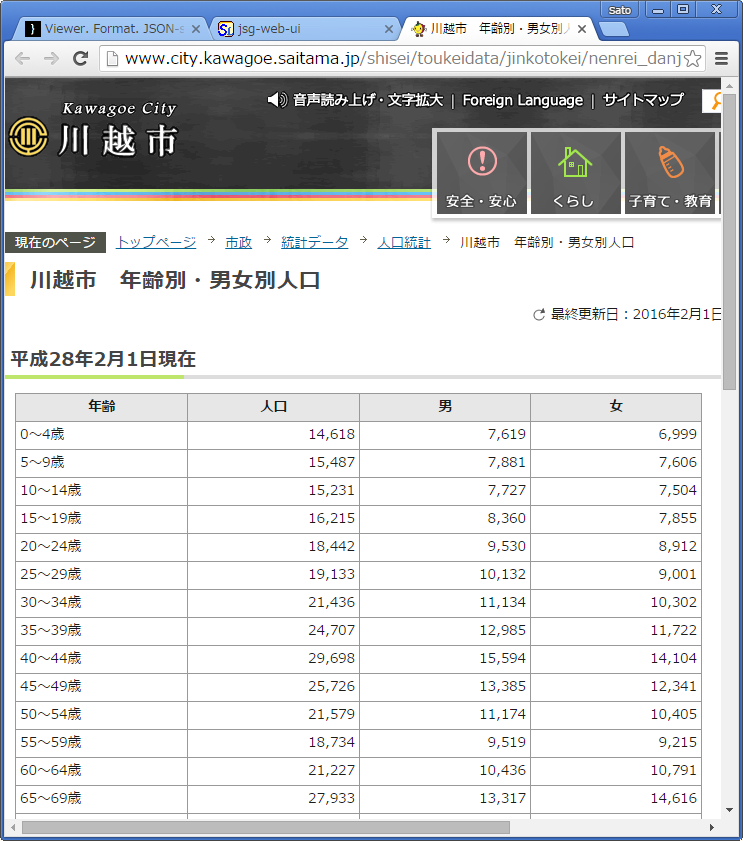 Sato
Viewer. Format. JSON-s
jsg-web-ui
川越市 年齢別・男女別人
www.city.kawagoe.saitama.jp/shisei/toukeidata/jinkotokei/nenrei_danj
音声読み上げ・文字拡大 | Foreign Language | サイトマップ
Kawagoe City
川越市
安全・安心
くらし
子育て・教育
現在のページ トップページ → 市政 → 統計データ → 人口統計 → 川越市 年齢別・男女別人口
川越市 年齢別・男女別人口
最終更新日：2016年2月1日
平成28年2月1日現在
年齢 人口 男 女
0～4歳 14,618 7,619 6,999
5～9歳 15,487 7,881 7,606
10～14歳 15,231 7,727 7,504
15～19歳 16,215 8,360 7,855
20～24歳 18,442 9,530 8,912
25～29歳 19,133 10,132 9,001
30～34歳 21,436 11,134 10,302
35～39歳 24,707 12,985 11,722
40～44歳 29,698 15,594 14,104
45～49歳 25,726 13,385 12,341
50～54歳 21,579 11,174 10,405
55～59歳 18,734 9,519 9,215
60～64歳 21,227 10,436 10,791
65～69歳 27,933 13,317 14,616